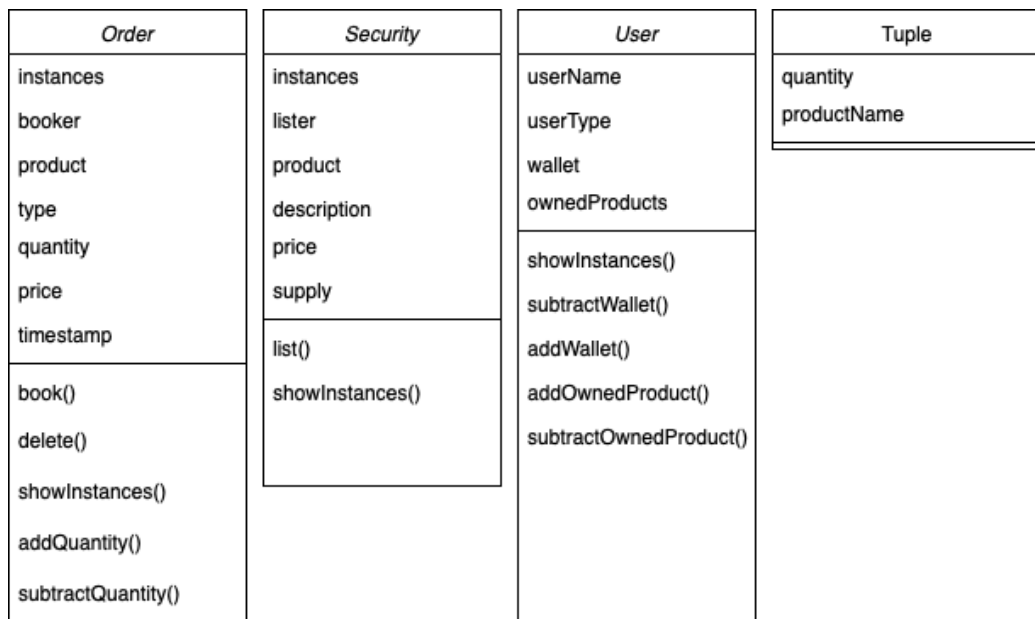 Order
instances
booker
product
type
quantity
price
timestamp
book()
delete()
showInstances()
addQuantity()
subtractQuantity()
Security
instances
lister
product
description
price
supply
list()
showInstances()
User
userName
userType
wallet
ownedProducts
showInstances()
subtractWallet()
addWallet()
addOwnedProduct()
subtractOwnedProduct()
Tuple
quantity
productName